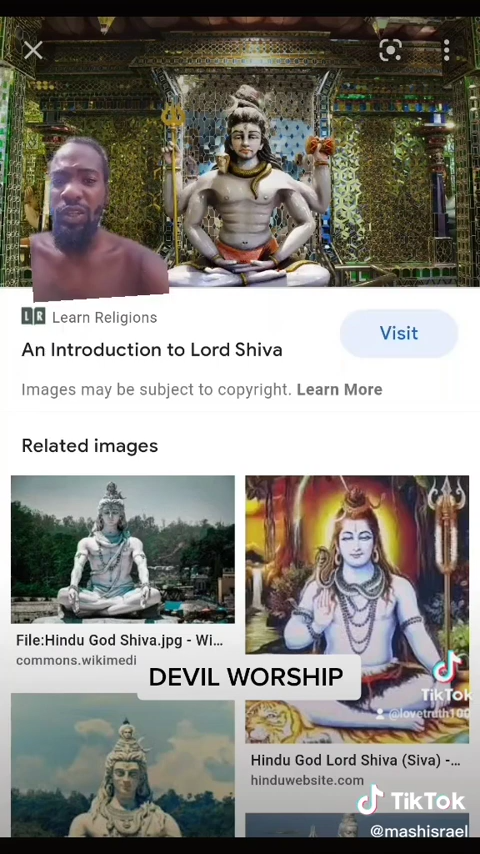 LR Learn Religions
Visit
An Introduction to Lord Shiva
Images may be subject to copyright. Learn More
Related images
File:Hindu God Shiva.jpg - Wi...
commons.wikimedi
DEVIL WORSHIP
TikTok
@lovetruth100
Hindu God Lord Shiva (Siva) -...
hinduwebsite.com
TikTok
@mashisrael